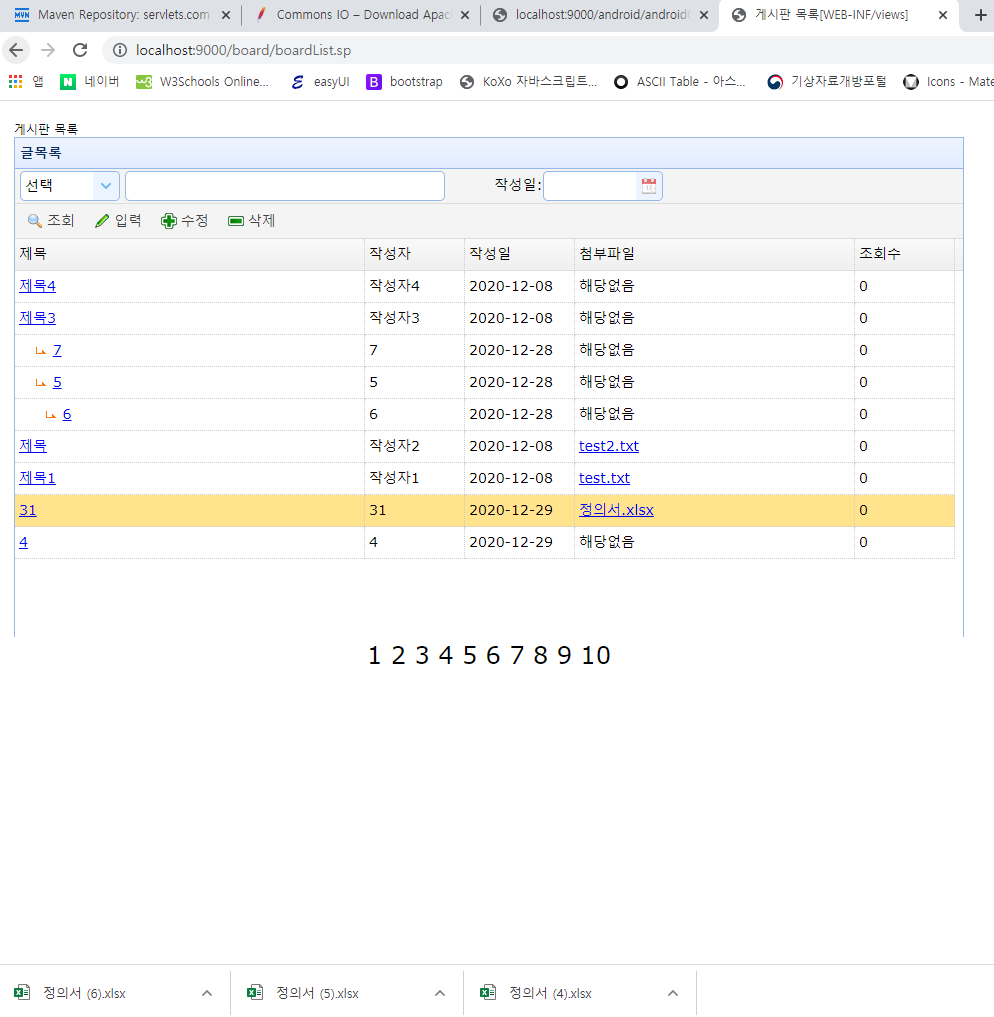 Maven Repository: servlets.com
Commons IO – Download Apac
localhost:9000/android/android
게시판 목록[WEB-INF/views]
localhost:9000/board/boardList.sp
앱 네이버 W3Schools Online... easyUI bootstrap KoXo 자바스크립트... ASCII Table - 아스... 기상자료개방포털 Icons - Mate
게시판 목록
글목록
선택 작성일:
조회 입력 수정 삭제
제목 작성자 작성일 첨부파일 조회수
제목4 작성자4 2020-12-08 해당없음 0
제목3 작성자3 2020-12-08 해당없음 0
7 7 2020-12-28 해당없음 0
5 5 2020-12-28 해당없음 0
6 6 2020-12-28 해당없음 0
제목 작성자2 2020-12-08 test2.txt 0
제목1 작성자1 2020-12-08 test.txt 0
31 31 2020-12-29 정의서.xlsx 0
4 4 2020-12-29 해당없음 0
1 2 3 4 5 6 7 8 9 10
정의서 (6).xlsx 정의서 (5).xlsx 정의서 (4).xlsx